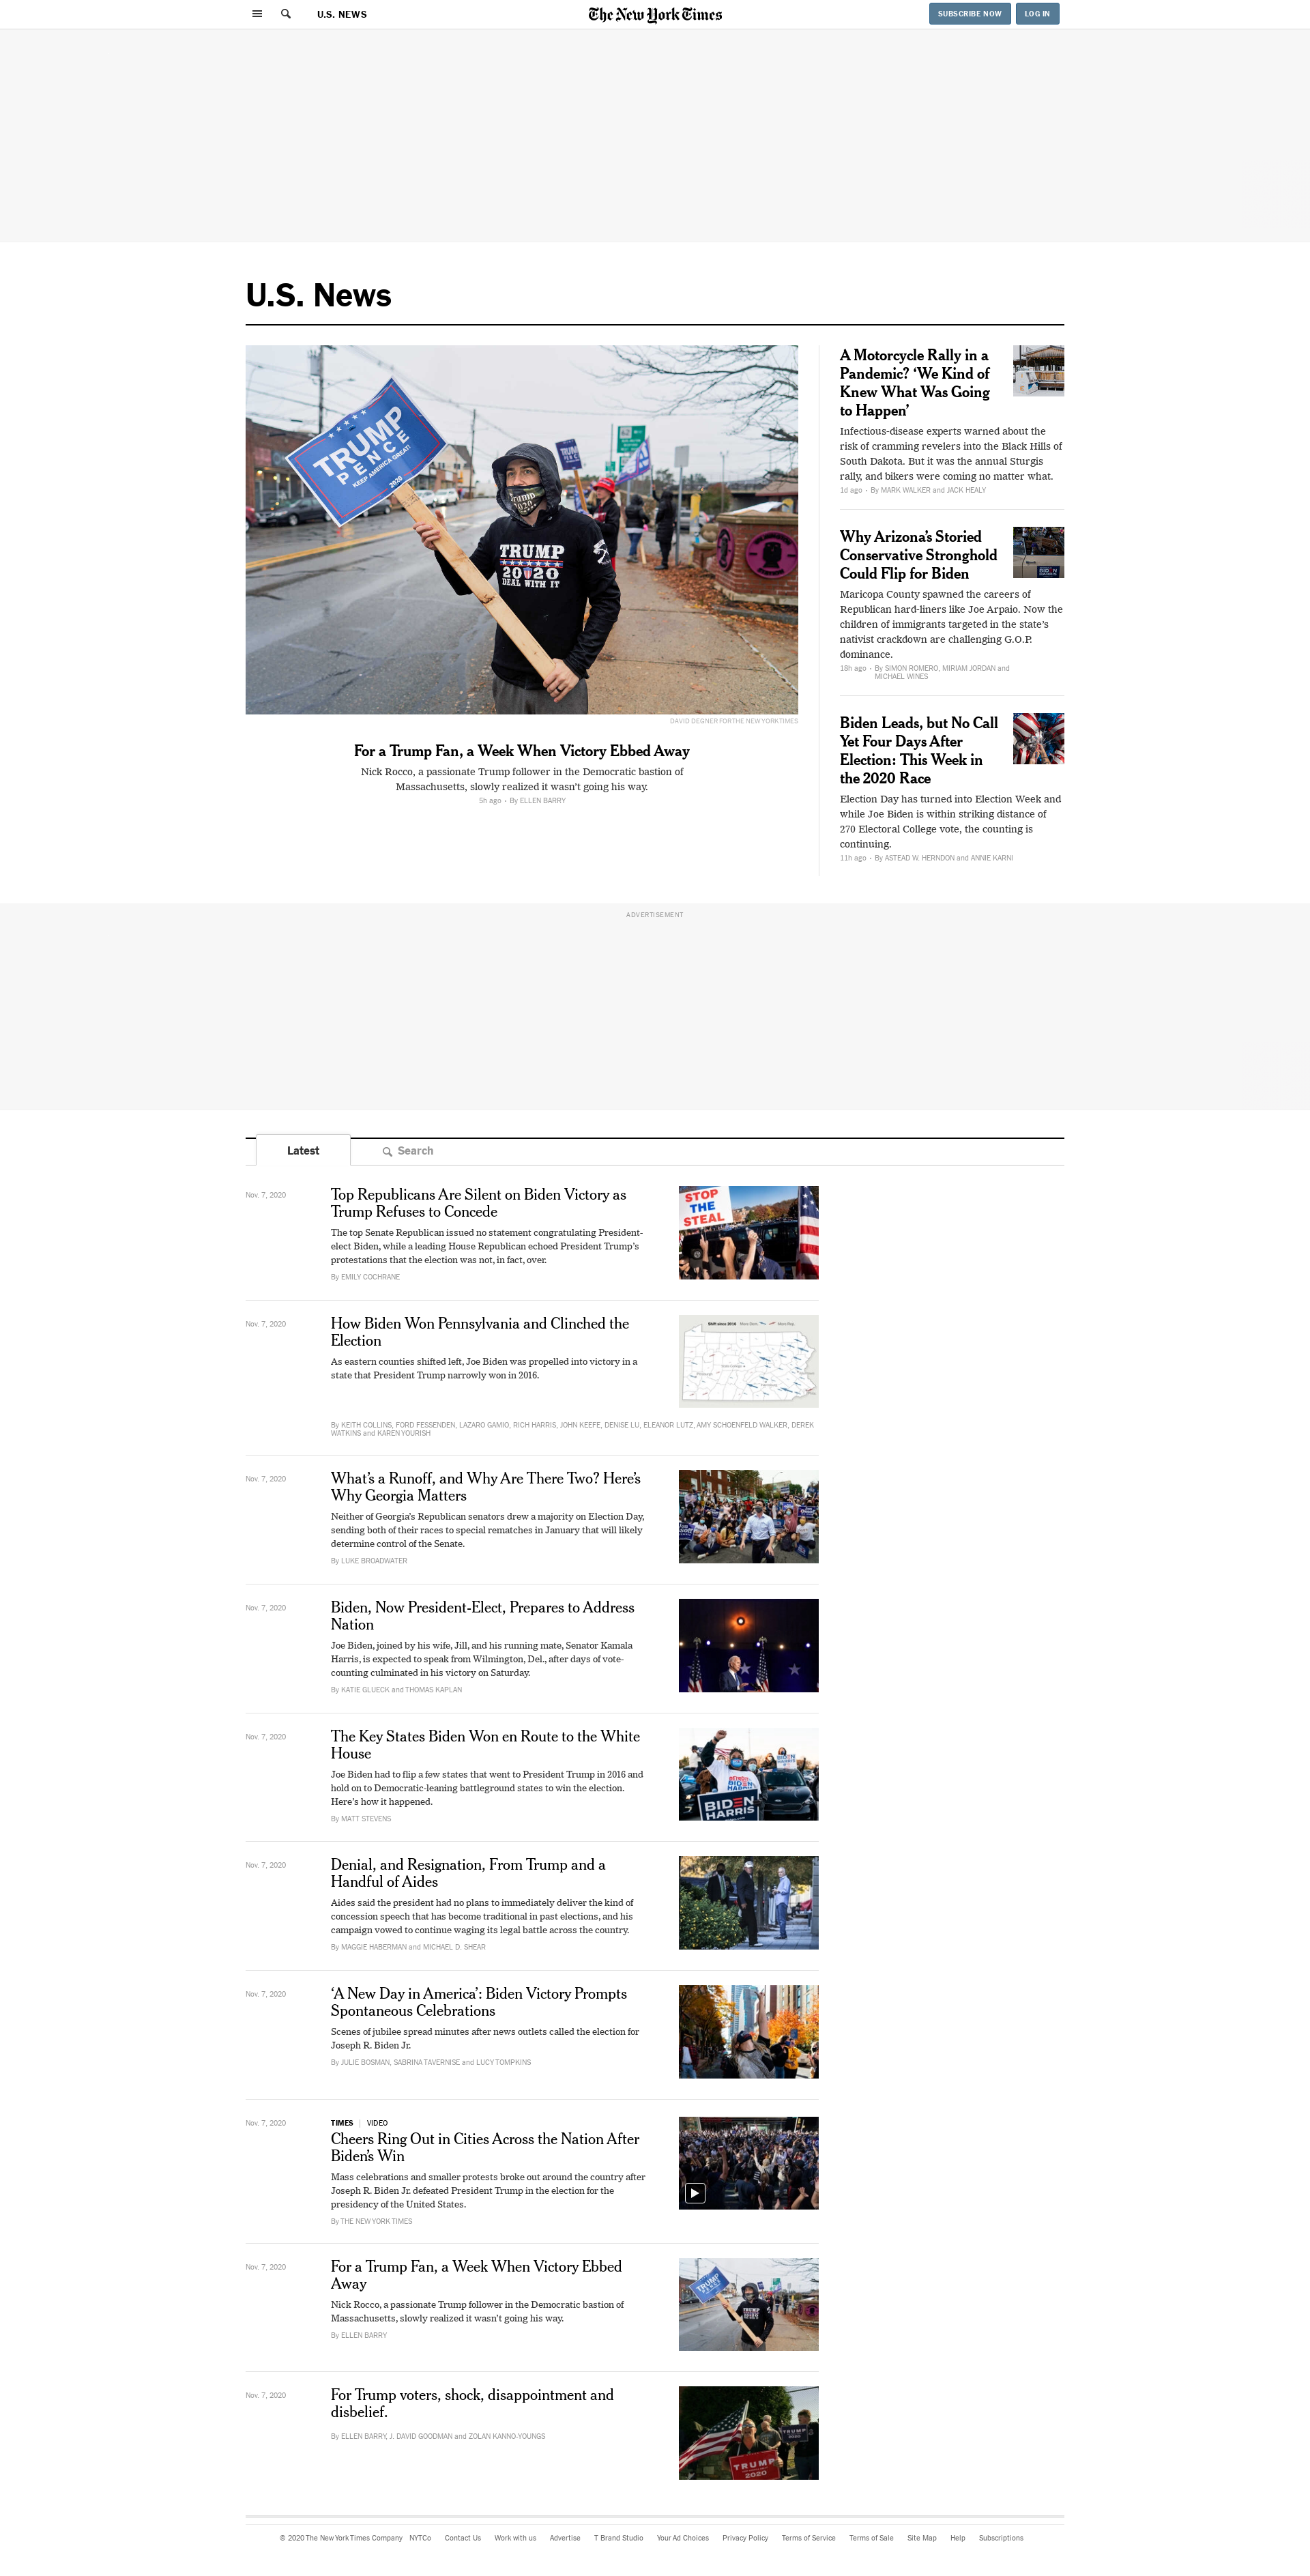 U.S. NEWS
The New York Times
SUBSCRIBE NOW
LOG IN
U.S. News
TRUMP
PENCE
KEEP AMERICA GREAT!
2020
TRUMP
2020
DEAL WITH IT
DAVID DEGNER FOR THE NEW YORK TIMES
For a Trump Fan, a Week When Victory Ebbed Away
Nick Rocco, a passionate Trump follower in the Democratic bastion of
Massachusetts, slowly realized it wasn't going his way.
5h ago • By ELLEN BARRY
A Motorcycle Rally in a
Pandemic? ‘We Kind of
Knew What Was Going
to Happen’
Infectious-disease experts warned about the
risk of cramming revelers into the Black Hills of
South Dakota. But it was the annual Sturgis
rally, and bikers were coming no matter what.
1d ago • By MARK WALKER and JACK HEALY
Why Arizona’s Storied
Conservative Stronghold
Could Flip for Biden
Maricopa County spawned the careers of
Republican hard-liners like Joe Arpaio. Now the
children of immigrants targeted in the state’s
nativist crackdown are challenging G.O.P.
dominance.
18h ago • By SIMON ROMERO, MIRIAM JORDAN and
MICHAEL WINES
Biden Leads, but No Call
Yet Four Days After
Election: This Week in
the 2020 Race
Election Day has turned into Election Week and
while Joe Biden is within striking distance of
270 Electoral College vote, the counting is
continuing.
11h ago • By ASTEAD W. HERNDON and ANNIE KARNI
ADVERTISEMENT
Latest
Search
Nov. 7, 2020
Top Republicans Are Silent on Biden Victory as
Trump Refuses to Concede
The top Senate Republican issued no statement congratulating President-
elect Biden, while a leading House Republican echoed President Trump’s
protestations that the election was not, in fact, over.
By EMILY COCHRANE
STOP
THE
STEAL
Nov. 7, 2020
How Biden Won Pennsylvania and Clinched the
Election
As eastern counties shifted left, Joe Biden was propelled into victory in a
state that President Trump narrowly won in 2016.
By KEITH COLLINS, FORD FESSENDEN, LAZARO GAMIO, RICH HARRIS, JOHN KEEFE, DENISE LU, ELEANOR LUTZ, AMY SCHOENFELD WALKER, DEREK
WATKINS and KAREN YOURISH
Nov. 7, 2020
What’s a Runoff, and Why Are There Two? Here’s
Why Georgia Matters
Neither of Georgia’s Republican senators drew a majority on Election Day,
sending both of their races to special rematches in January that will likely
determine control of the Senate.
By LUKE BROADWATER
Nov. 7, 2020
Biden, Now President-Elect, Prepares to Address
Nation
Joe Biden, joined by his wife, Jill, and his running mate, Senator Kamala
Harris, is expected to speak from Wilmington, Del., after days of vote-
counting culminated in his victory on Saturday.
By KATIE GLUECK and THOMAS KAPLAN
Nov. 7, 2020
The Key States Biden Won en Route to the White
House
Joe Biden had to flip a few states that went to President Trump in 2016 and
hold on to Democratic-leaning battleground states to win the election.
Here’s how it happened.
By MATT STEVENS
BIDEN
HARRIS
Nov. 7, 2020
Denial, and Resignation, From Trump and a
Handful of Aides
Aides said the president had no plans to immediately deliver the kind of
concession speech that has become traditional in past elections, and his
campaign vowed to continue waging its legal battle across the country.
By MAGGIE HABERMAN and MICHAEL D. SHEAR
Nov. 7, 2020
‘A New Day in America’: Biden Victory Prompts
Spontaneous Celebrations
Scenes of jubilee spread minutes after news outlets called the election for
Joseph R. Biden Jr.
By JULIE BOSMAN, SABRINA TAVERNISE and LUCY TOMPKINS
Nov. 7, 2020
TIMES | VIDEO
Cheers Ring Out in Cities Across the Nation After
Biden’s Win
Mass celebrations and smaller protests broke out around the country after
Joseph R. Biden Jr. defeated President Trump in the election for the
presidency of the United States.
By THE NEW YORK TIMES
Nov. 7, 2020
For a Trump Fan, a Week When Victory Ebbed
Away
Nick Rocco, a passionate Trump follower in the Democratic bastion of
Massachusetts, slowly realized it wasn’t going his way.
By ELLEN BARRY
Nov. 7, 2020
For Trump voters, shock, disappointment and
disbelief.
By ELLEN BARRY, J. DAVID GOODMAN and ZOLAN KANNO-YOUNGS
TRUMP
2020
© 2020 The New York Times Company NYTCo Contact Us Work with us Advertise T Brand Studio Your Ad Choices Privacy Policy Terms of Service Terms of Sale Site Map Help Subscriptions